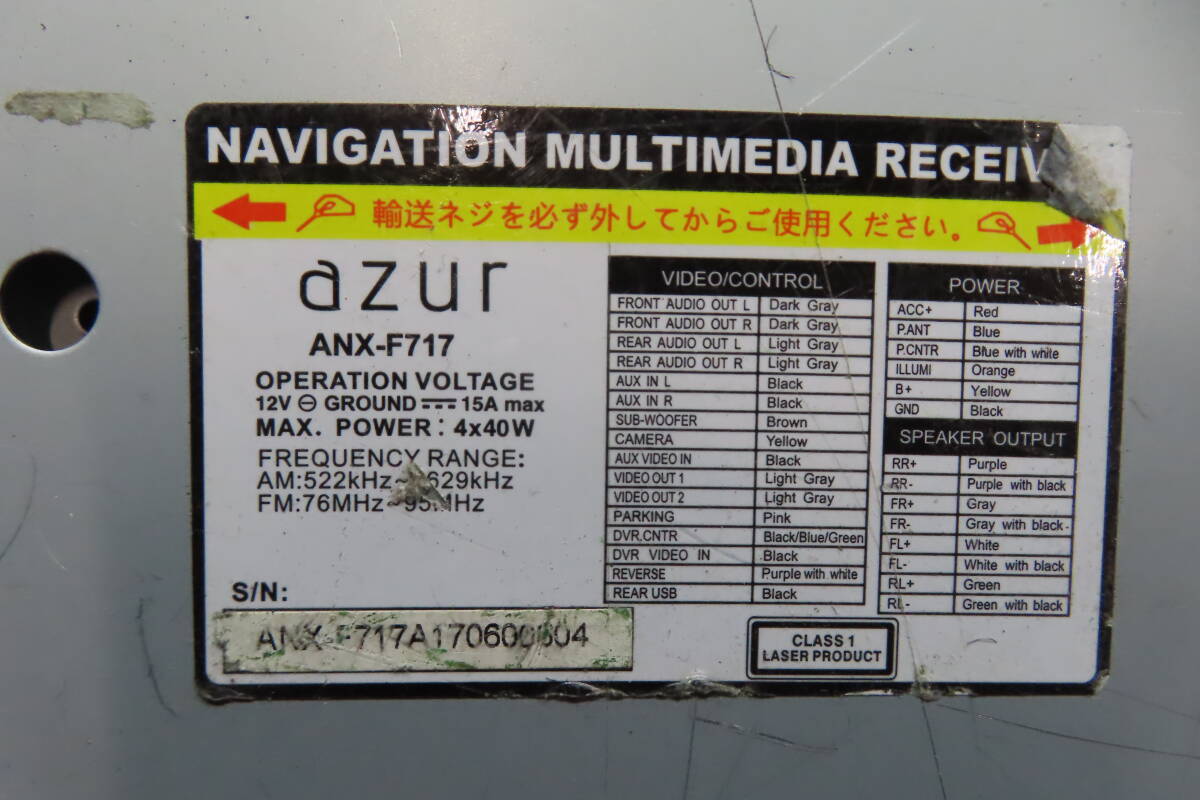 NAVIGATION MULTIMEDIA RECEIV
輸送ネジを必ず外してからご使用ください。
azur
ANX-F717
OPERATION VOLTAGE
12V ⊖ GROUND ⎓ 15A max
MAX. POWER: 4x40W
FREQUENCY RANGE:
AM:522kHz~ 629kHz
FM:76MHz~95MHz
S/N:
ANX-F717A170600604
VIDEO/CONTROL
FRONT AUDIO OUT L Dark Gray
FRONT AUDIO OUT R Dark Gray
REAR AUDIO OUT L Light Gray
REAR AUDIO OUT R Light Gray
AUX IN L Black
AUX IN R Black
SUB-WOOFER Brown
CAMERA Yellow
AUX VIDEO IN Black
VIDEO OUT 1 Light Gray
VIDEO OUT 2 Light Gray
PARKING Pink
DVR.CNTR Black/Blue/Green
DVR VIDEO IN Black
REVERSE Purple with white
REAR USB Black
POWER
ACC+ Red
P.ANT Blue
P.CNTR Blue with white
ILLUMI Orange
B+ Yellow
GND Black
SPEAKER OUTPUT
RR+ Purple
RR- Purple with black
FR+ Gray
FR- Gray with black
FL+ White
FL- White with black
RL+ Green
RL- Green with black
CLASS 1
LASER PRODUCT